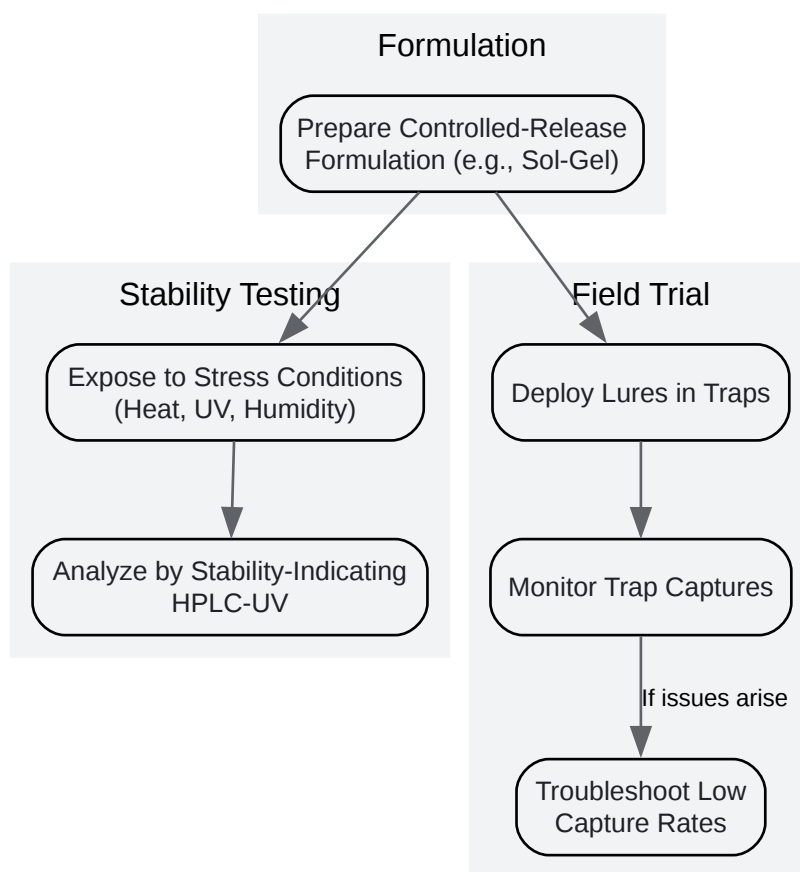 Formulation
Prepare Controlled-Release
Formulation (e.g., Sol-Gel)
Stability Testing
Expose to Stress Conditions
(Heat, UV, Humidity)
Analyze by Stability-Indicating
HPLC-UV
Field Trial
Deploy Lures in Traps
Monitor Trap Captures
If issues arise
Troubleshoot Low
Capture Rates